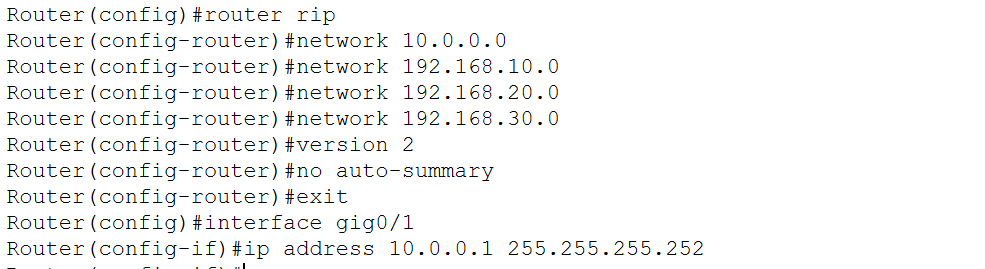 Router(config)#router rip
Router(config-router)#network 10.0.0.0
Router(config-router)#network 192.168.10.0
Router(config-router)#network 192.168.20.0
Router(config-router)#network 192.168.30.0
Router(config-router)#version 2
Router(config-router)#no auto-summary
Router(config-router)#exit
Router(config)#interface gig0/1
Router(config-if)#ip address 10.0.0.1 255.255.255.252